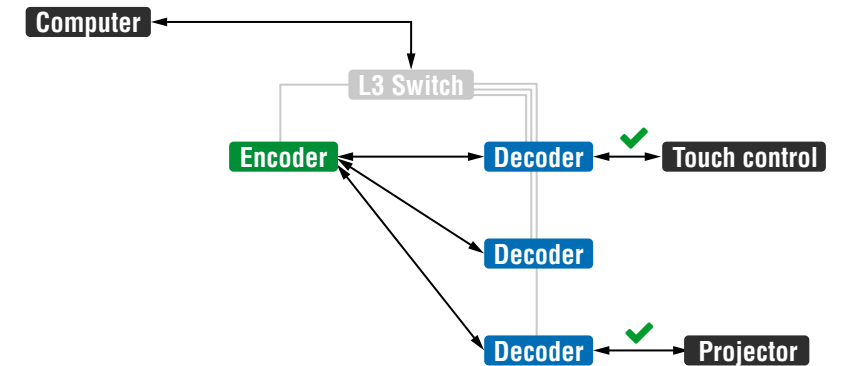 Computer
L3 Switch
Encoder
Decoder
Touch control
Decoder
Decoder
Projector